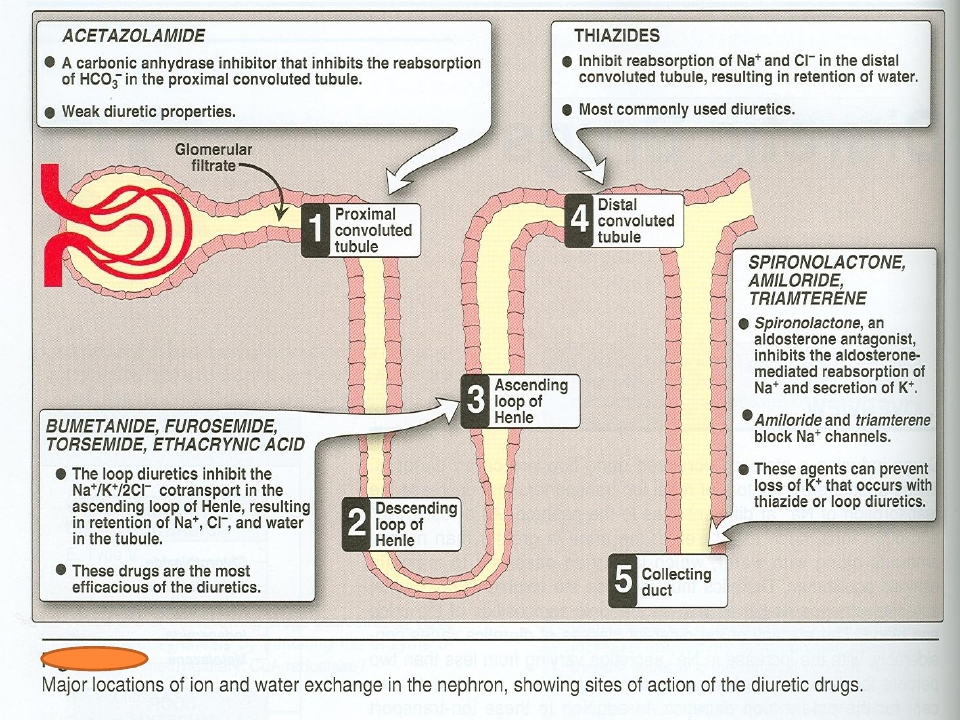 ACETAZOLAMIDE
● A carbonic anhydrase inhibitor that inhibits the reabsorption
of HCO₃⁻ in the proximal convoluted tubule.
● Weak diuretic properties.
THIAZIDES
● Inhibit reabsorption of Na⁺ and Cl⁻ in the distal
convoluted tubule, resulting in retention of water.
● Most commonly used diuretics.
Glomerular
filtrate
1 Proximal
convoluted
tubule
4 Distal
convoluted
tubule
SPIRONOLACTONE,
AMILORIDE,
TRIAMTERENE
● Spironolactone, an
aldosterone antagonist,
inhibits the aldosterone-
mediated reabsorption of
Na⁺ and secretion of K⁺.
● Amiloride and triamterene
block Na⁺ channels.
● These agents can prevent
loss of K⁺ that occurs with
thiazide or loop diuretics.
3 Ascending
loop of
Henle
BUMETANIDE, FUROSEMIDE,
TORSEMIDE, ETHACRYNIC ACID
● The loop diuretics inhibit the
Na⁺/K⁺/2Cl⁻ cotransport in the
ascending loop of Henle, resulting
in retention of Na⁺, Cl⁻, and water
in the tubule.
● These drugs are the most
efficacious of the diuretics.
2 Descending
loop of
Henle
5 Collecting
duct
Major locations of ion and water exchange in the nephron, showing sites of action of the diuretic drugs.